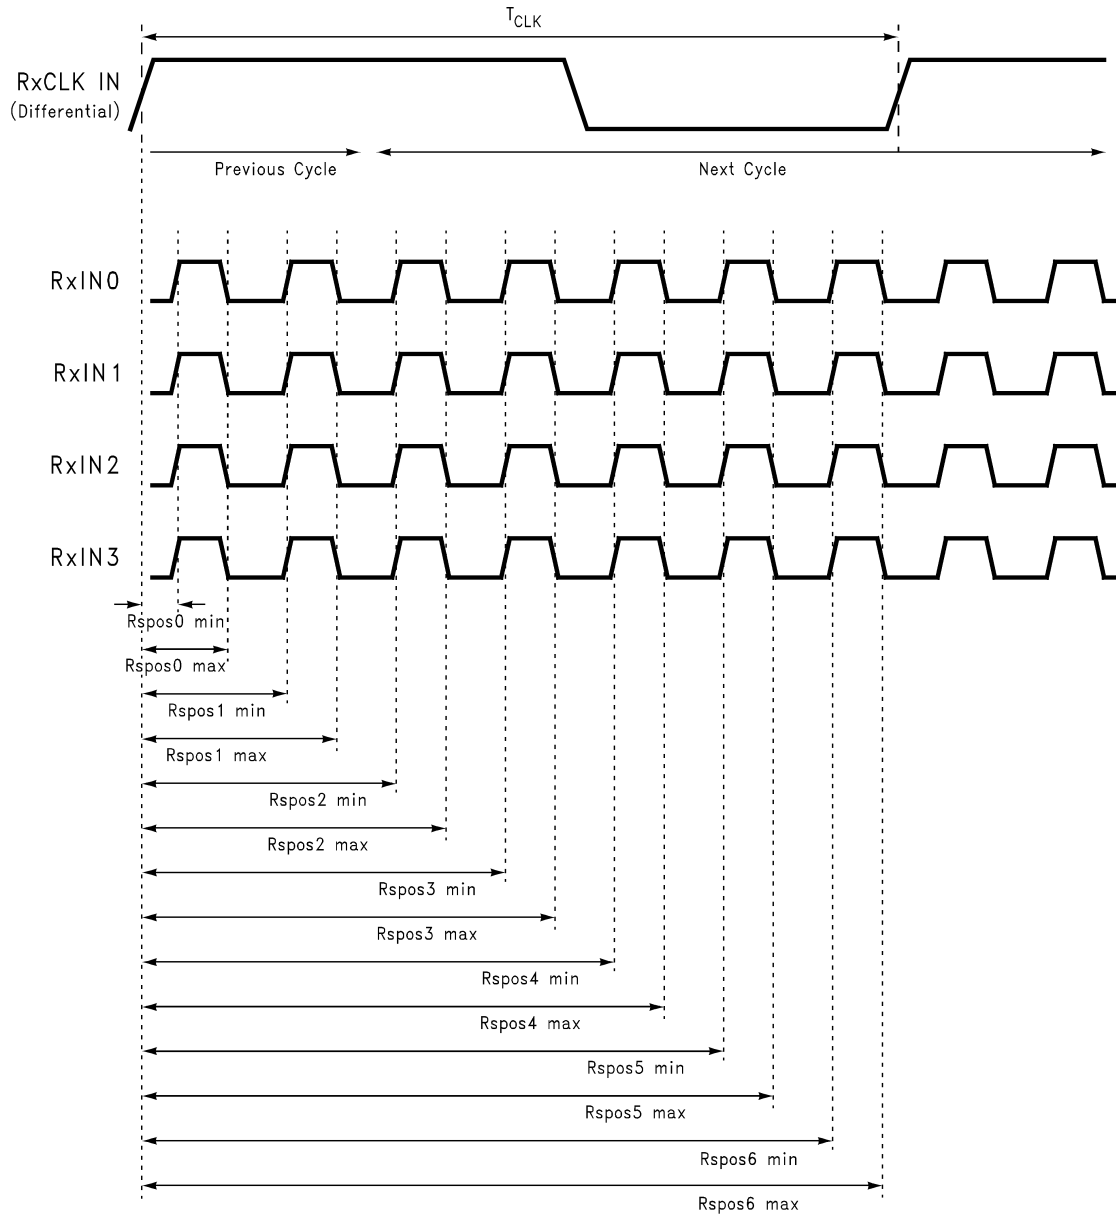 TCLK
RxCLK IN
(Differential)
Previous Cycle
Next Cycle
RxIN0
RxIN1
RxIN2
RxIN3
Rspos0 min
Rspos0 max
Rspos1 min
Rspos1 max
Rspos2 min
Rspos2 max
Rspos3 min
Rspos3 max
Rspos4 min
Rspos4 max
Rspos5 min
Rspos5 max
Rspos6 min
Rspos6 max